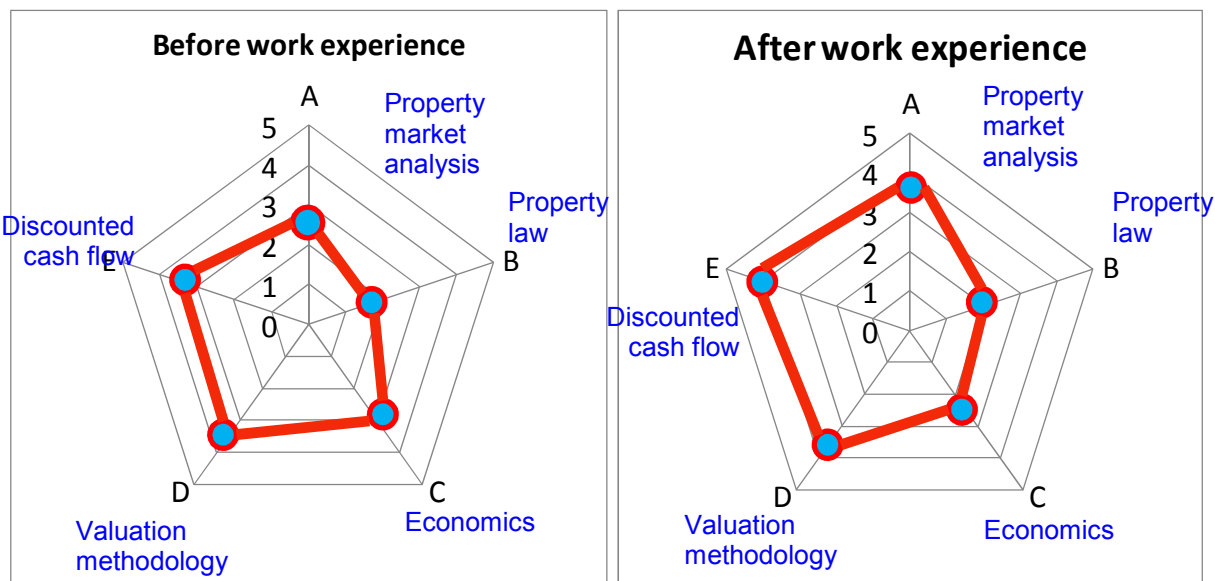 Before work experience
A
Property
market
analysis
5
4
3
2
1
0
Property
law
B
Discounted
cash flow
E
D
C
Economics
Valuation
methodology
After work experience
A
Property
market
analysis
5
4
3
2
1
0
Property
law
B
E
Discounted
cash flow
D
C
Economics
Valuation
methodology